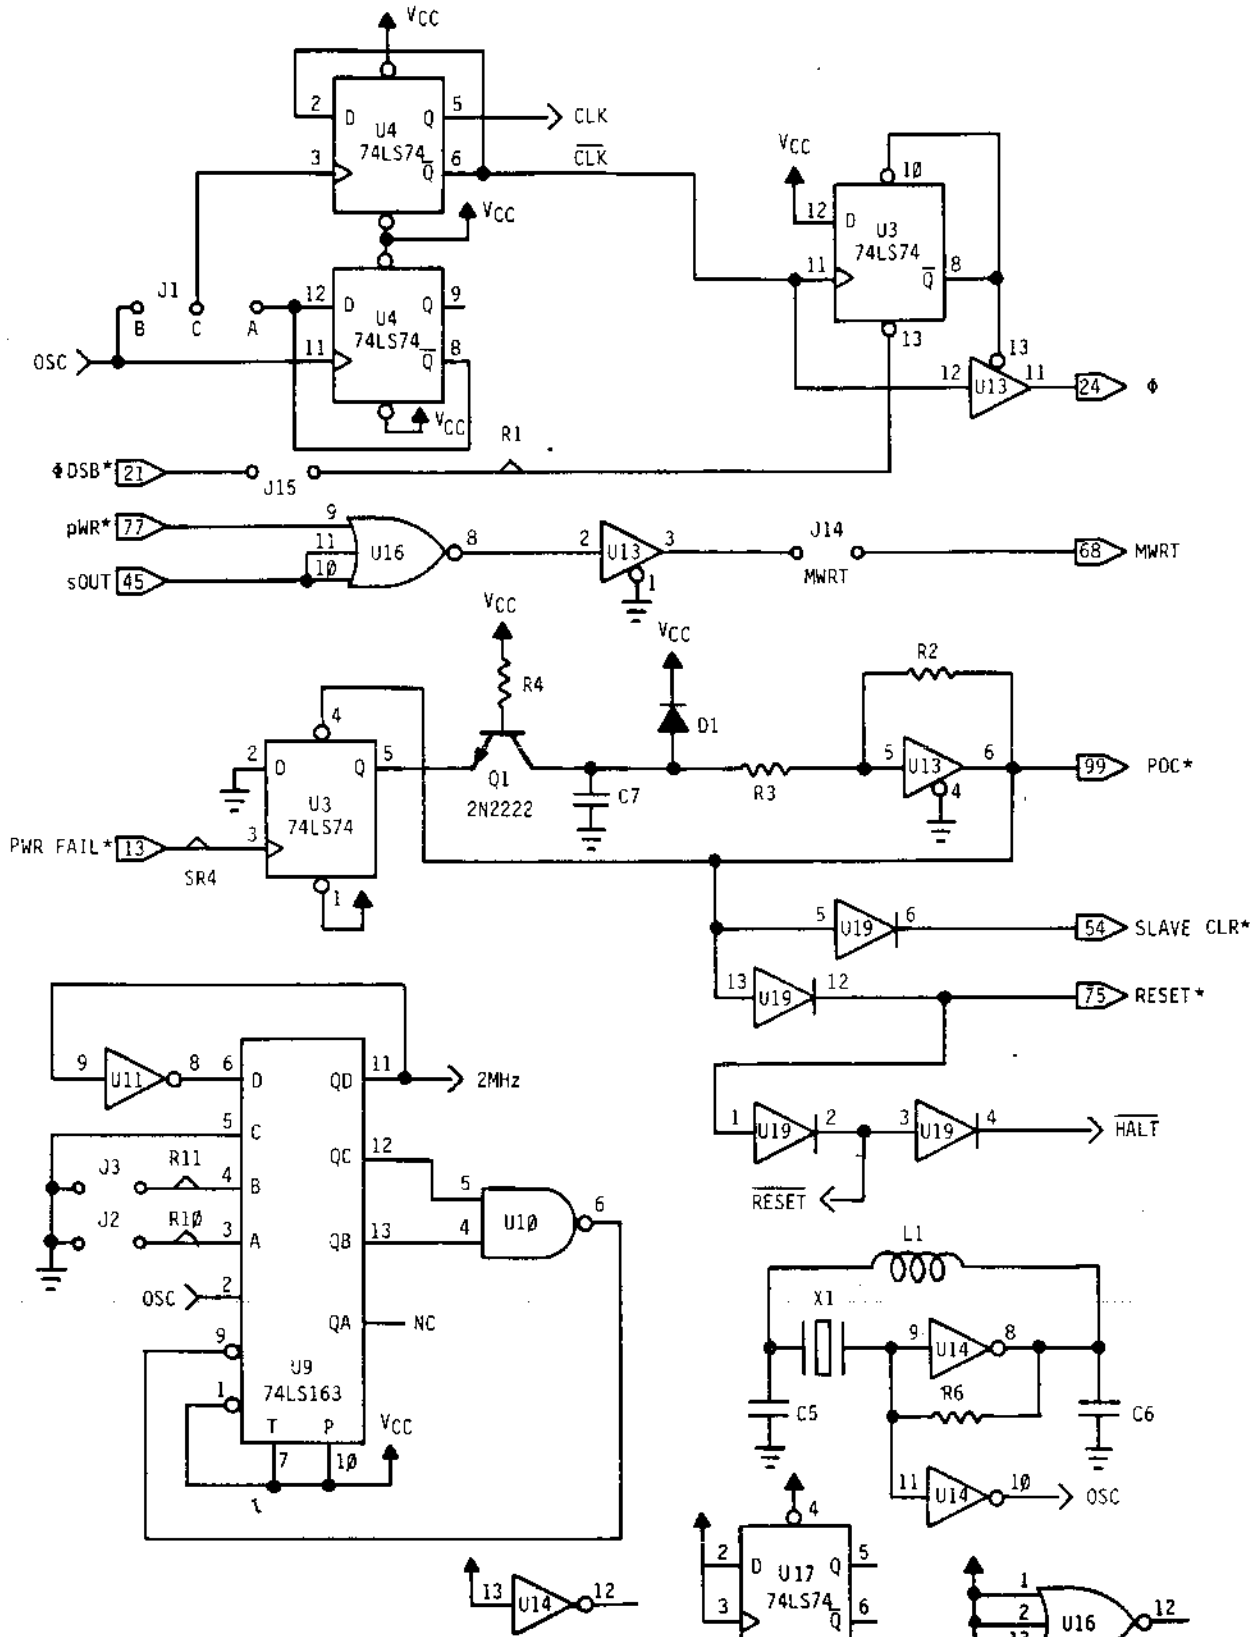 VCC
2 D Q 5 CLK
U4
74LS74
3 Q 6 CLK
VCC
VCC
10
12 D
U3
74LS74
11 Q 8
13
J1
B C A
12 D Q 9
U4
74LS74
OSC
11 Q 8
VCC
13
12 U13 11 24 Φ
R1
ΦDSB* 21
J15
pWR* 77
9
11
10
U16
8
2 U13 3
1
J14
MWRT
68 MWRT
sOUT 45
VCC
R4
VCC
D1
R2
4
2 D Q 5
U3
74LS74
Q1
2N2222
C7
R3
5 U13 6
4
99 POC*
PWR FAIL* 13
SR4
3
1
5 U19 6 54 SLAVE CLR*
13 U19 12 75 RESET*
1 U19 2 3 U19 4 HALT
RESET
9 U11 8 6 D QD 11 2MHz
5 C
QC 12
J3 R11 4 B
J2 R10 3 A
QB 13
5
4
U10
6
OSC 2
QA NC
9
U9
74LS163
1
T P
7 10
VCC
1
L1
X1
9 U14 8
R6
C5
C6
11 U14 10 OSC
4
2 D Q 5
U17
74LS74
3 Q 6
13 U14 12
1
2
13
U16
12